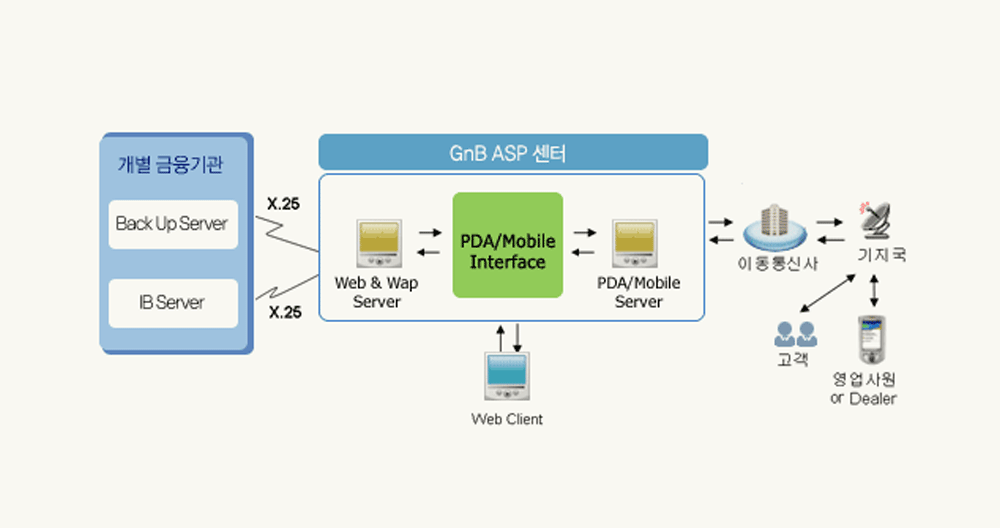 개별 금융기관
Back Up Server
IB Server
X.25
X.25
GnB ASP 센터
Web & Wap
Server
PDA/Mobile
Interface
PDA/Mobile
Server
Web Client
이동통신사
기지국
고객
영업사원
or Dealer